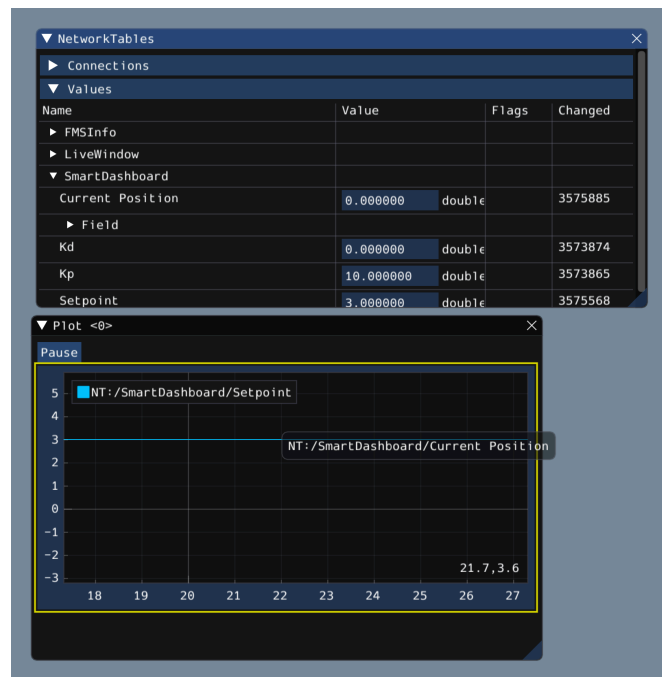 NetworkTables
Connections
Values
Name Value Flags Changed
FMSInfo
LiveWindow
SmartDashboard
Current Position 0.000000 double 3575885
Field
Kd 0.000000 double 3573874
Kp 10.000000 double 3573865
Setpoint 3.000000 double 3575568
Plot <0>
Pause
NT:/SmartDashboard/Setpoint
NT:/SmartDashboard/Current Position
5
4
3
2
1
0
-1
-2
-3
21.7,3.6
18 19 20 21 22 23 24 25 26 27